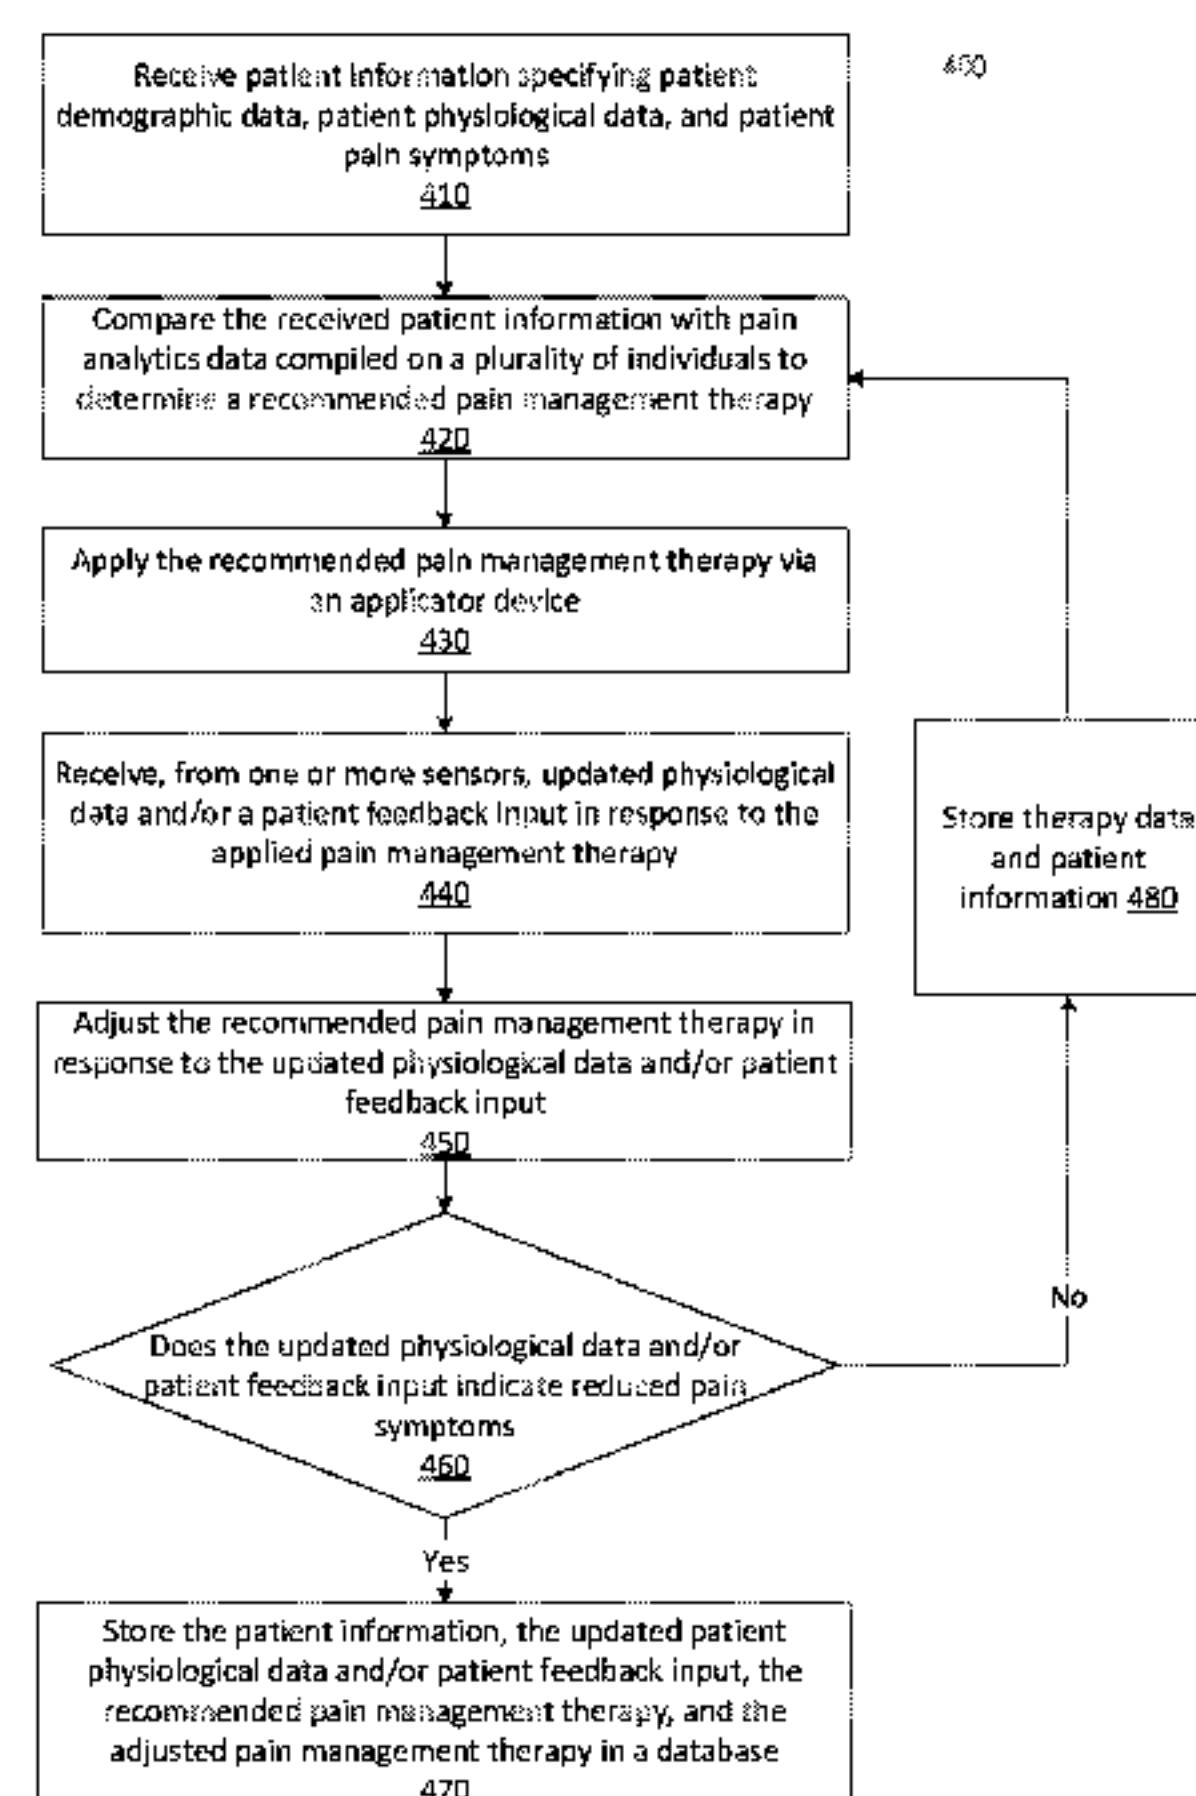 Receive patient information specifying patient
demographic data, patient physiological data, and patient
pain symptoms
410
400
Compare the received patient information with pain
analytics data compiled on a plurality of individuals to
determine a recommended pain management therapy
420
Apply the recommended pain management therapy via
an applicator device
430
Receive, from one or more sensors, updated physiological
data and/or a patient feedback input in response to the
applied pain management therapy
440
Store therapy data
and patient
information 480
Adjust the recommended pain management therapy in
response to the updated physiological data and/or patient
feedback input
450
No
Does the updated physiological data and/or
patient feedback input indicate reduced pain
symptoms
460
Yes
Store the patient information, the updated patient
physiological data and/or patient feedback input, the
recommended pain management therapy, and the
adjusted pain management therapy in a database
470